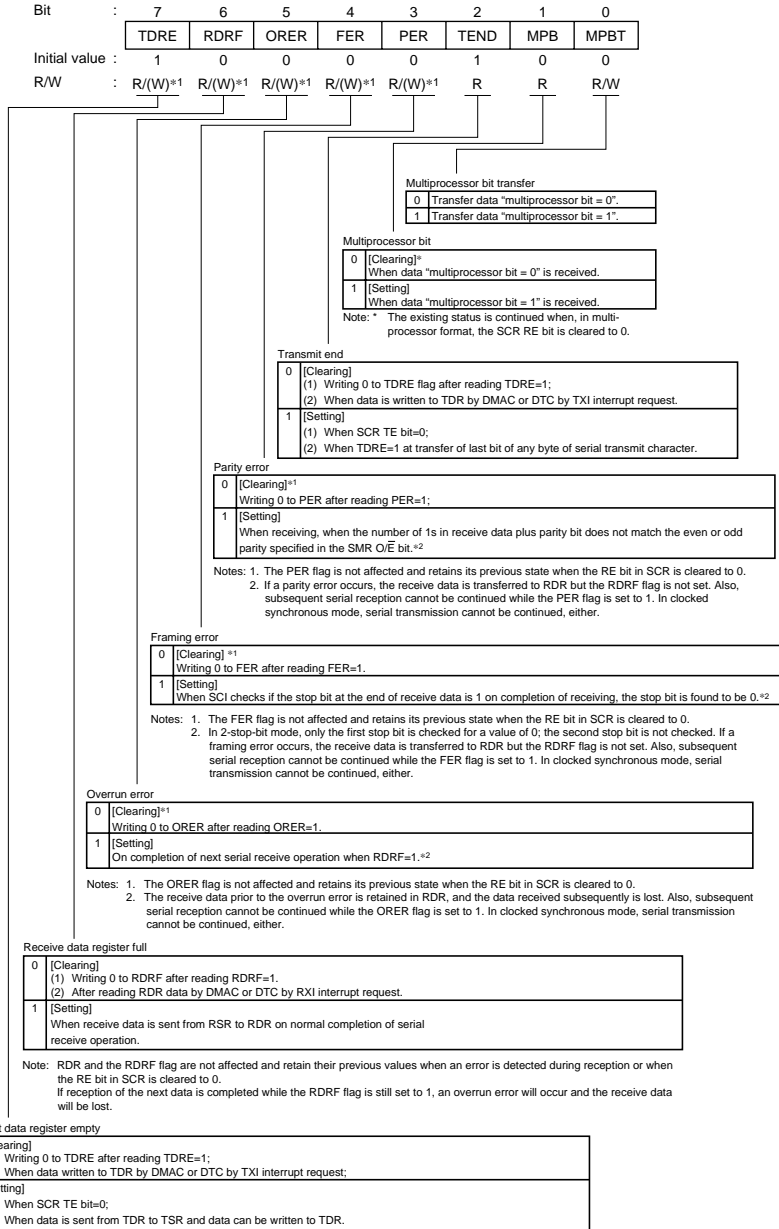 Bit : 7 6 5 4 3 2 1 0
TDRE RDRF ORER FER PER TEND MPB MPBT
Initial value : 1 0 0 0 0 1 0 0
R/W : R/(W)*1 R/(W)*1 R/(W)*1 R/(W)*1 R/(W)*1 R R R/W
Multiprocessor bit transfer
0 Transfer data “multiprocessor bit = 0”.
1 Transfer data “multiprocessor bit = 1”.
Multiprocessor bit
0 [Clearing]*
When data “multiprocessor bit = 0” is received.
1 [Setting]
When data “multiprocessor bit = 1” is received.
Note: * The existing status is continued when, in multi-
processor format, the SCR RE bit is cleared to 0.
Transmit end
0 [Clearing]
(1) Writing 0 to TDRE flag after reading TDRE=1;
(2) When data is written to TDR by DMAC or DTC by TXI interrupt request.
1 [Setting]
(1) When SCR TE bit=0;
(2) When TDRE=1 at transfer of last bit of any byte of serial transmit character.
Parity error
0 [Clearing]*1
Writing 0 to PER after reading PER=1;
1 [Setting]
When receiving, when the number of 1s in receive data plus parity bit does not match the even or odd
parity specified in the SMR O/E̅ bit.*2
Notes: 1. The PER flag is not affected and retains its previous state when the RE bit in SCR is cleared to 0.
2. If a parity error occurs, the receive data is transferred to RDR but the RDRF flag is not set. Also,
subsequent serial reception cannot be continued while the PER flag is set to 1. In clocked
synchronous mode, serial transmission cannot be continued, either.
Framing error
0 [Clearing] *1
Writing 0 to FER after reading FER=1.
1 [Setting]
When SCI checks if the stop bit at the end of receive data is 1 on completion of receiving, the stop bit is found to be 0.*2
Notes: 1. The FER flag is not affected and retains its previous state when the RE bit in SCR is cleared to 0.
2. In 2-stop-bit mode, only the first stop bit is checked for a value of 0; the second stop bit is not checked. If a
framing error occurs, the receive data is transferred to RDR but the RDRF flag is not set. Also, subsequent
serial reception cannot be continued while the FER flag is set to 1. In clocked synchronous mode, serial
transmission cannot be continued, either.
Overrun error
0 [Clearing]*1
Writing 0 to ORER after reading ORER=1.
1 [Setting]
On completion of next serial receive operation when RDRF=1.*2
Notes: 1. The ORER flag is not affected and retains its previous state when the RE bit in SCR is cleared to 0.
2. The receive data prior to the overrun error is retained in RDR, and the data received subsequently is lost. Also, subsequent
serial reception cannot be continued while the ORER flag is set to 1. In clocked synchronous mode, serial transmission
cannot be continued, either.
Receive data register full
0 [Clearing]
(1) Writing 0 to RDRF after reading RDRF=1.
(2) After reading RDR data by DMAC or DTC by RXI interrupt request.
1 [Setting]
When receive data is sent from RSR to RDR on normal completion of serial
receive operation.
Note: RDR and the RDRF flag are not affected and retain their previous values when an error is detected during reception or when
the RE bit in SCR is cleared to 0.
If reception of the next data is completed while the RDRF flag is still set to 1, an overrun error will occur and the receive data
will be lost.
data register empty
earing]
Writing 0 to TDRE after reading TDRE=1;
When data written to TDR by DMAC or DTC by TXI interrupt request;
tting]
When SCR TE bit=0;
When data is sent from TDR to TSR and data can be written to TDR.